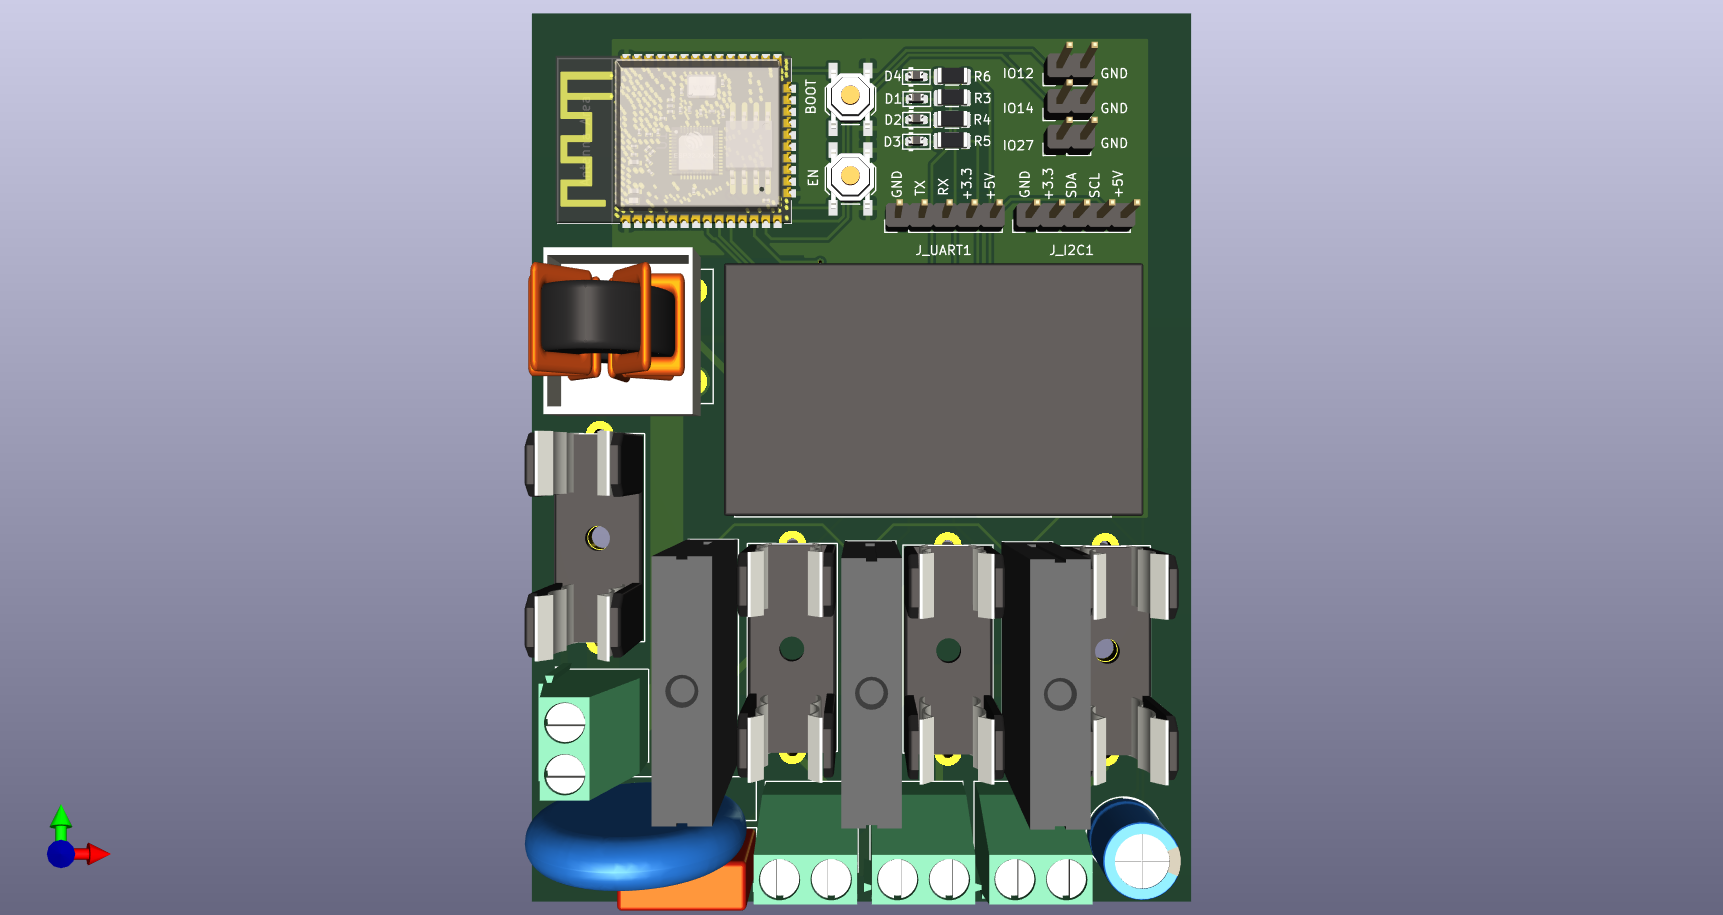 BOOT
EN
D4
R6
D1
R3
D2
R4
D3
R5
IO12
GND
IO14
GND
IO27
GND
GND
TX
RX
+3.3
+5V
GND
+3.3
SDA
SCL
+5V
J_UART1
J_I2C1